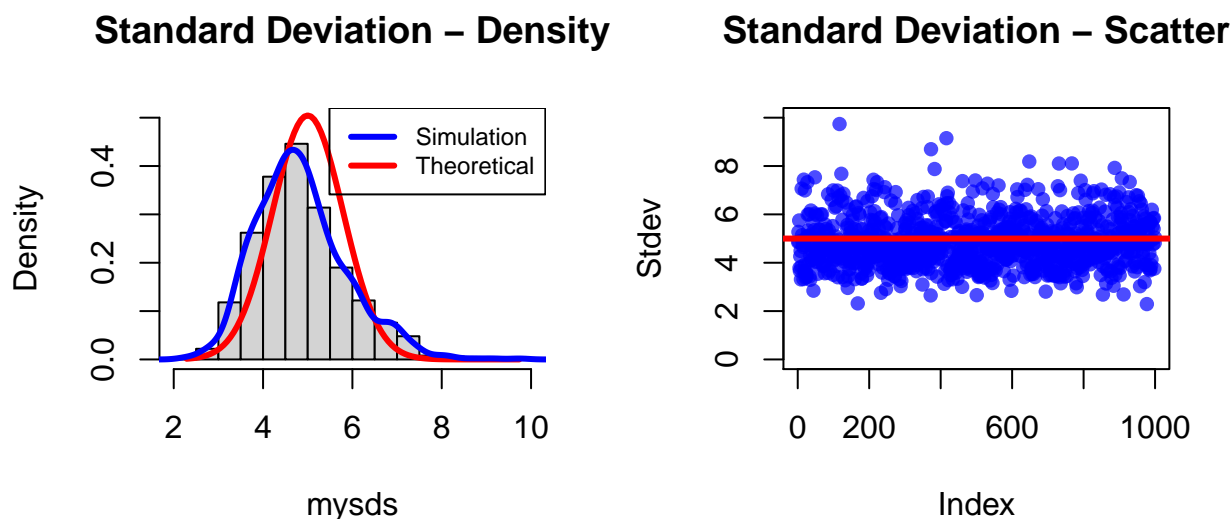 Standard Deviation – Density
Density
0.0
0.2
0.4
Simulation
Theoretical
2
4
6
8
10
mysds
Standard Deviation – Scatter
Stdev
0
2
4
6
8
0
200
600
1000
Index